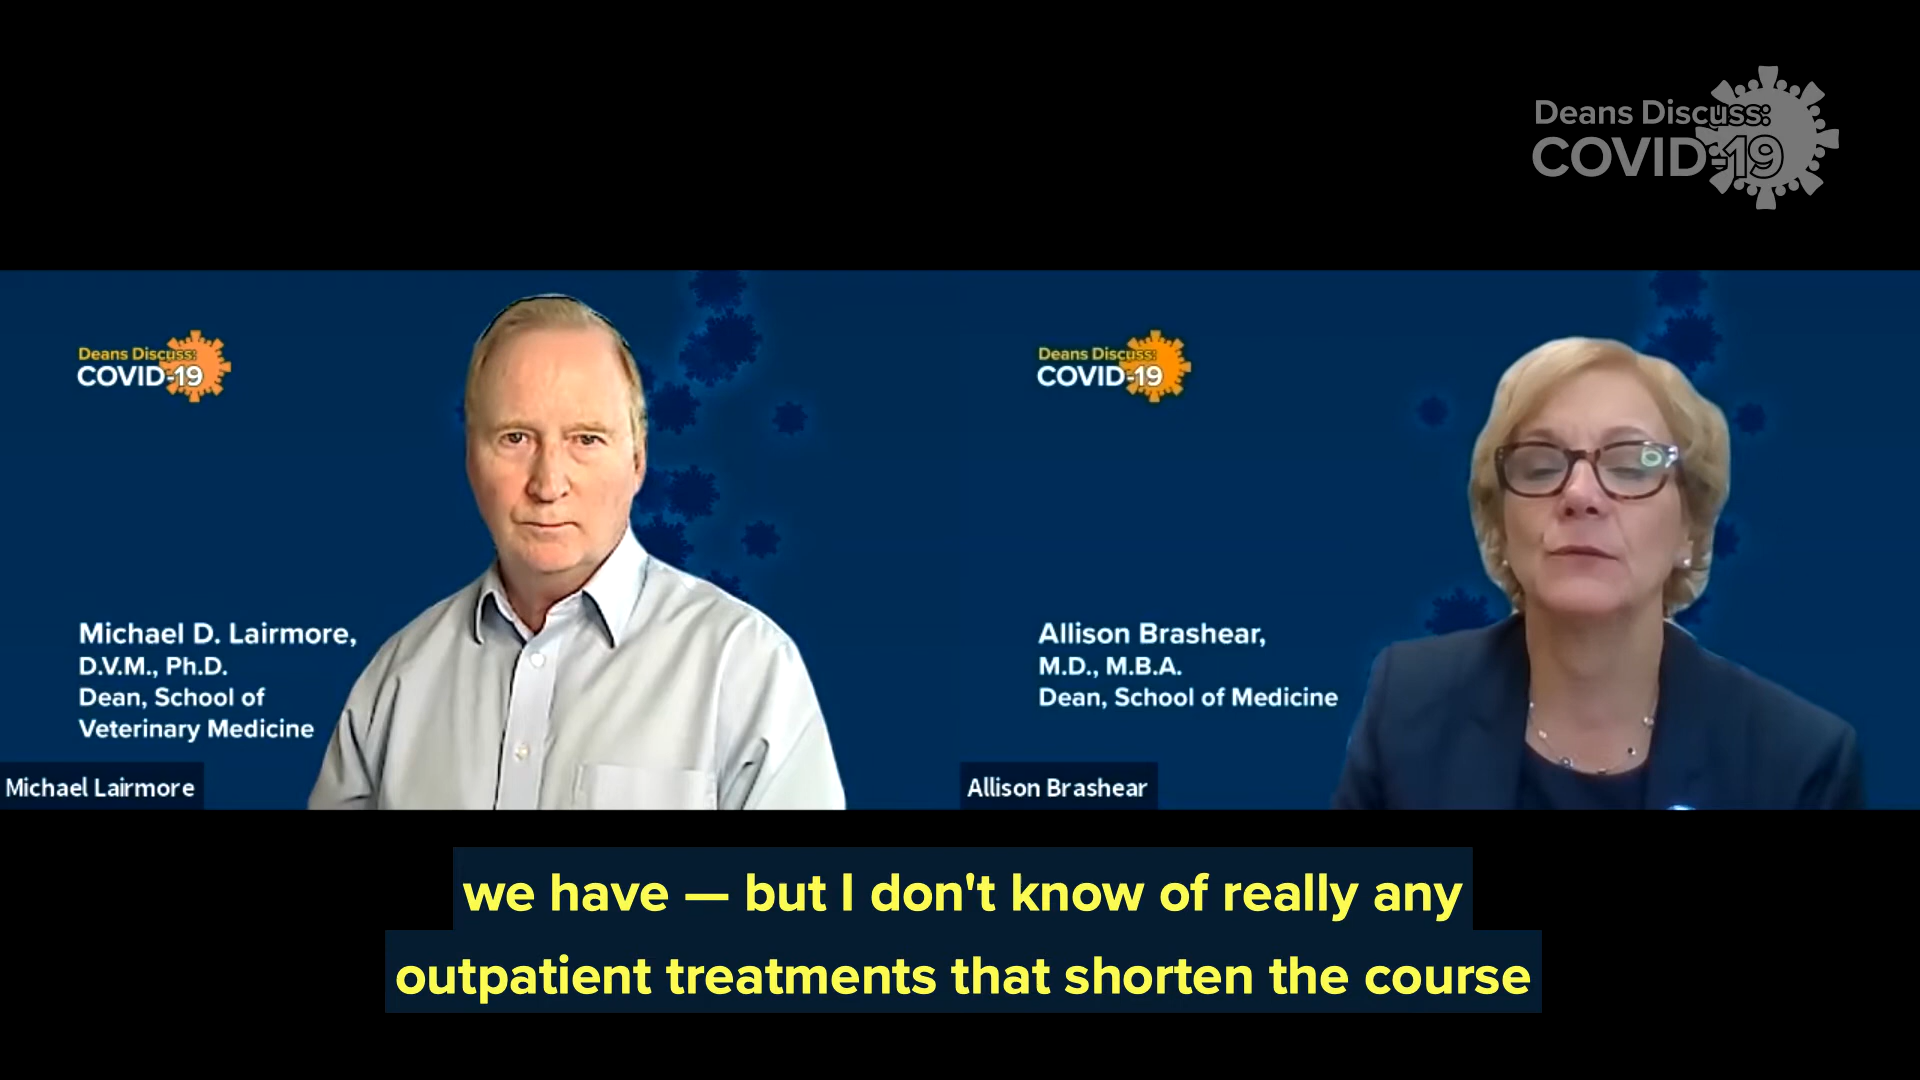 Deans Discuss:
COVID-19
Deans Discuss:
COVID-19
Michael D. Lairmore,
D.V.M., Ph.D.
Dean, School of
Veterinary Medicine
Michael Lairmore
Deans Discuss:
COVID-19
Allison Brashear,
M.D., M.B.A.
Dean, School of Medicine
Allison Brashear
we have — but I don't know of really any
outpatient treatments that shorten the course